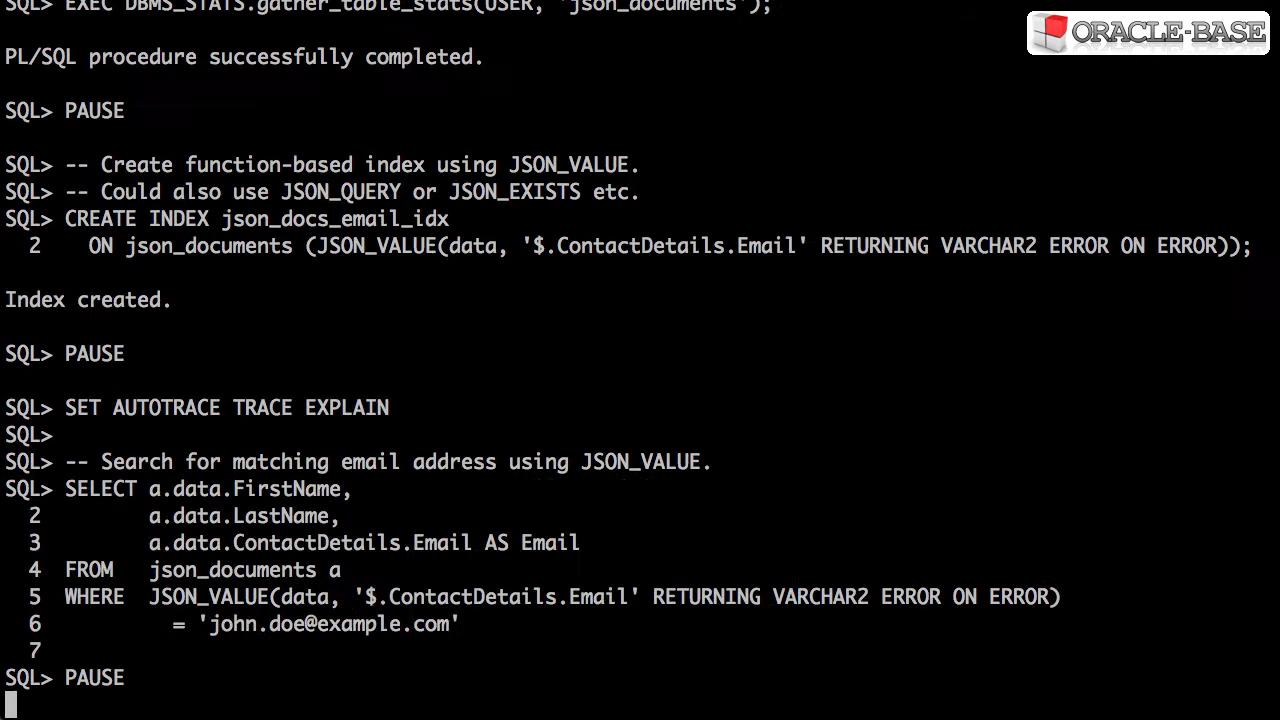 SQL> EXEC DBMS_STATS.gather_table_stats(USER, 'json_documents');
ORACLE-BASE
PL/SQL procedure successfully completed.
SQL> PAUSE
SQL> -- Create function-based index using JSON_VALUE.
SQL> -- Could also use JSON_QUERY or JSON_EXISTS etc.
SQL> CREATE INDEX json_docs_email_idx
  2    ON json_documents (JSON_VALUE(data, '$.ContactDetails.Email' RETURNING VARCHAR2 ERROR ON ERROR));
Index created.
SQL> PAUSE
SQL> SET AUTOTRACE TRACE EXPLAIN
SQL>
SQL> -- Search for matching email address using JSON_VALUE.
SQL> SELECT a.data.FirstName,
  2         a.data.LastName,
  3         a.data.ContactDetails.Email AS Email
  4  FROM   json_documents a
  5  WHERE  JSON_VALUE(data, '$.ContactDetails.Email' RETURNING VARCHAR2 ERROR ON ERROR)
  6           = 'john.doe@example.com'
  7
SQL> PAUSE